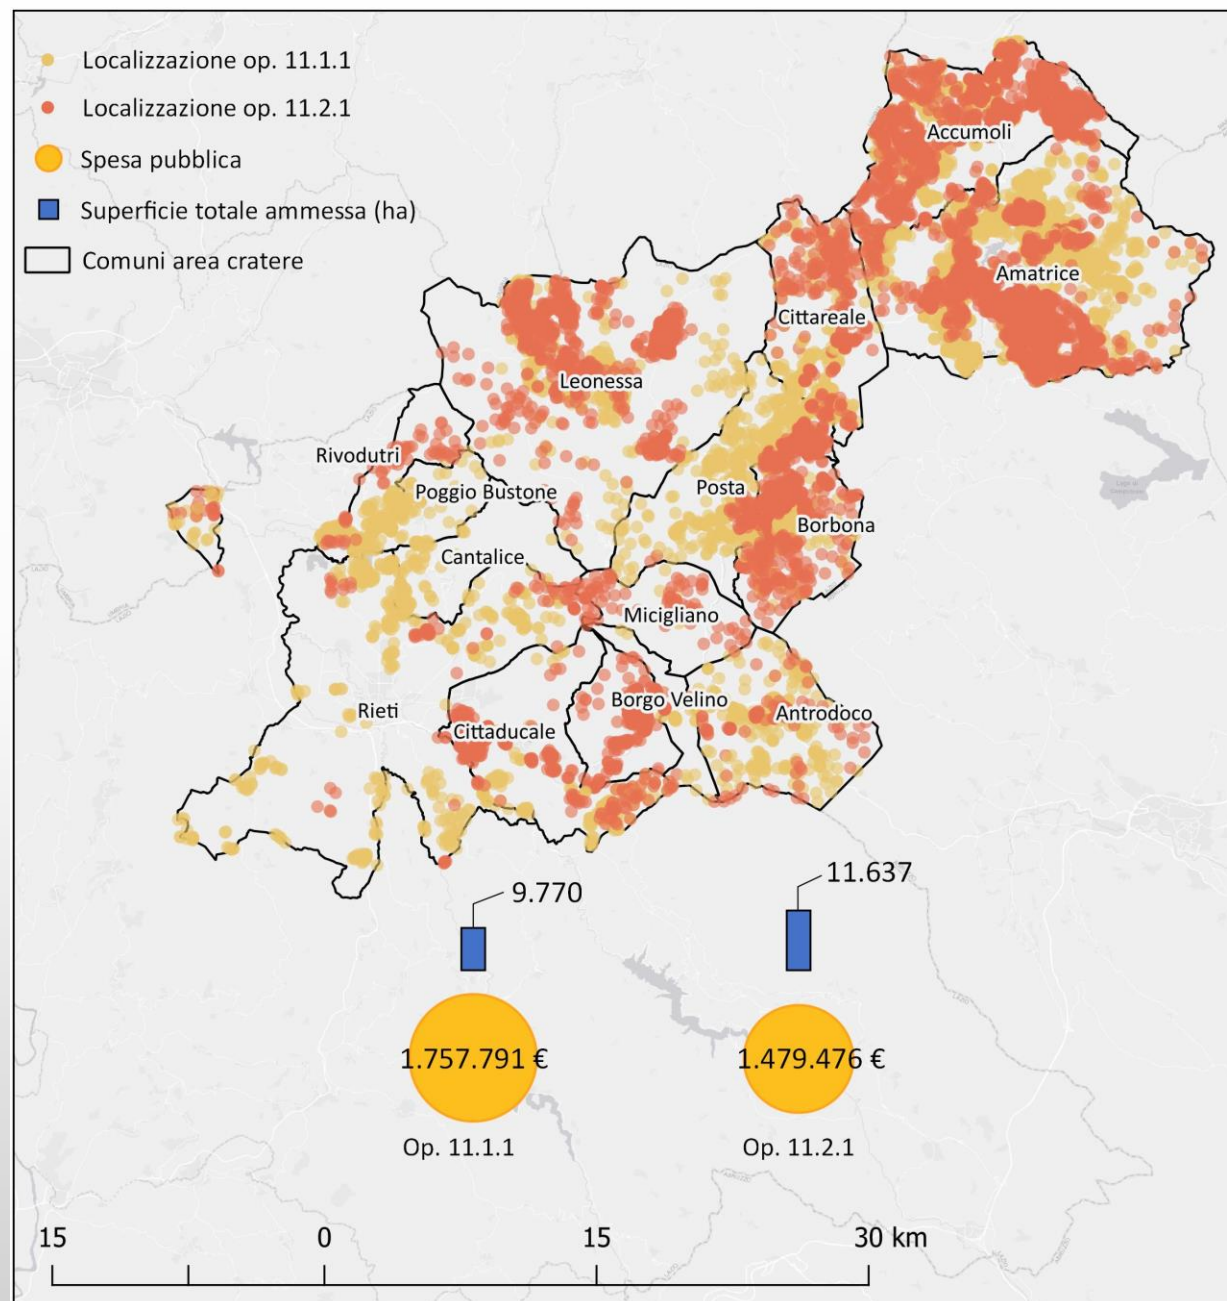 Localizzazione op. 11.1.1
Localizzazione op. 11.2.1
Spesa pubblica
Superficie totale ammessa (ha)
Comuni area cratere
Accumoli
Amatrice
Cittareale
Leonessa
Rivodutri
Poggio Bustone
Posta
Borbona
Cantalice
Micigliano
Borgo Velino
Rieti
Antrodoco
Cittaducale
9.770
11.637
1.757.791 €
1.479.476 €
Op. 11.1.1
Op. 11.2.1
15 0 15 30 km